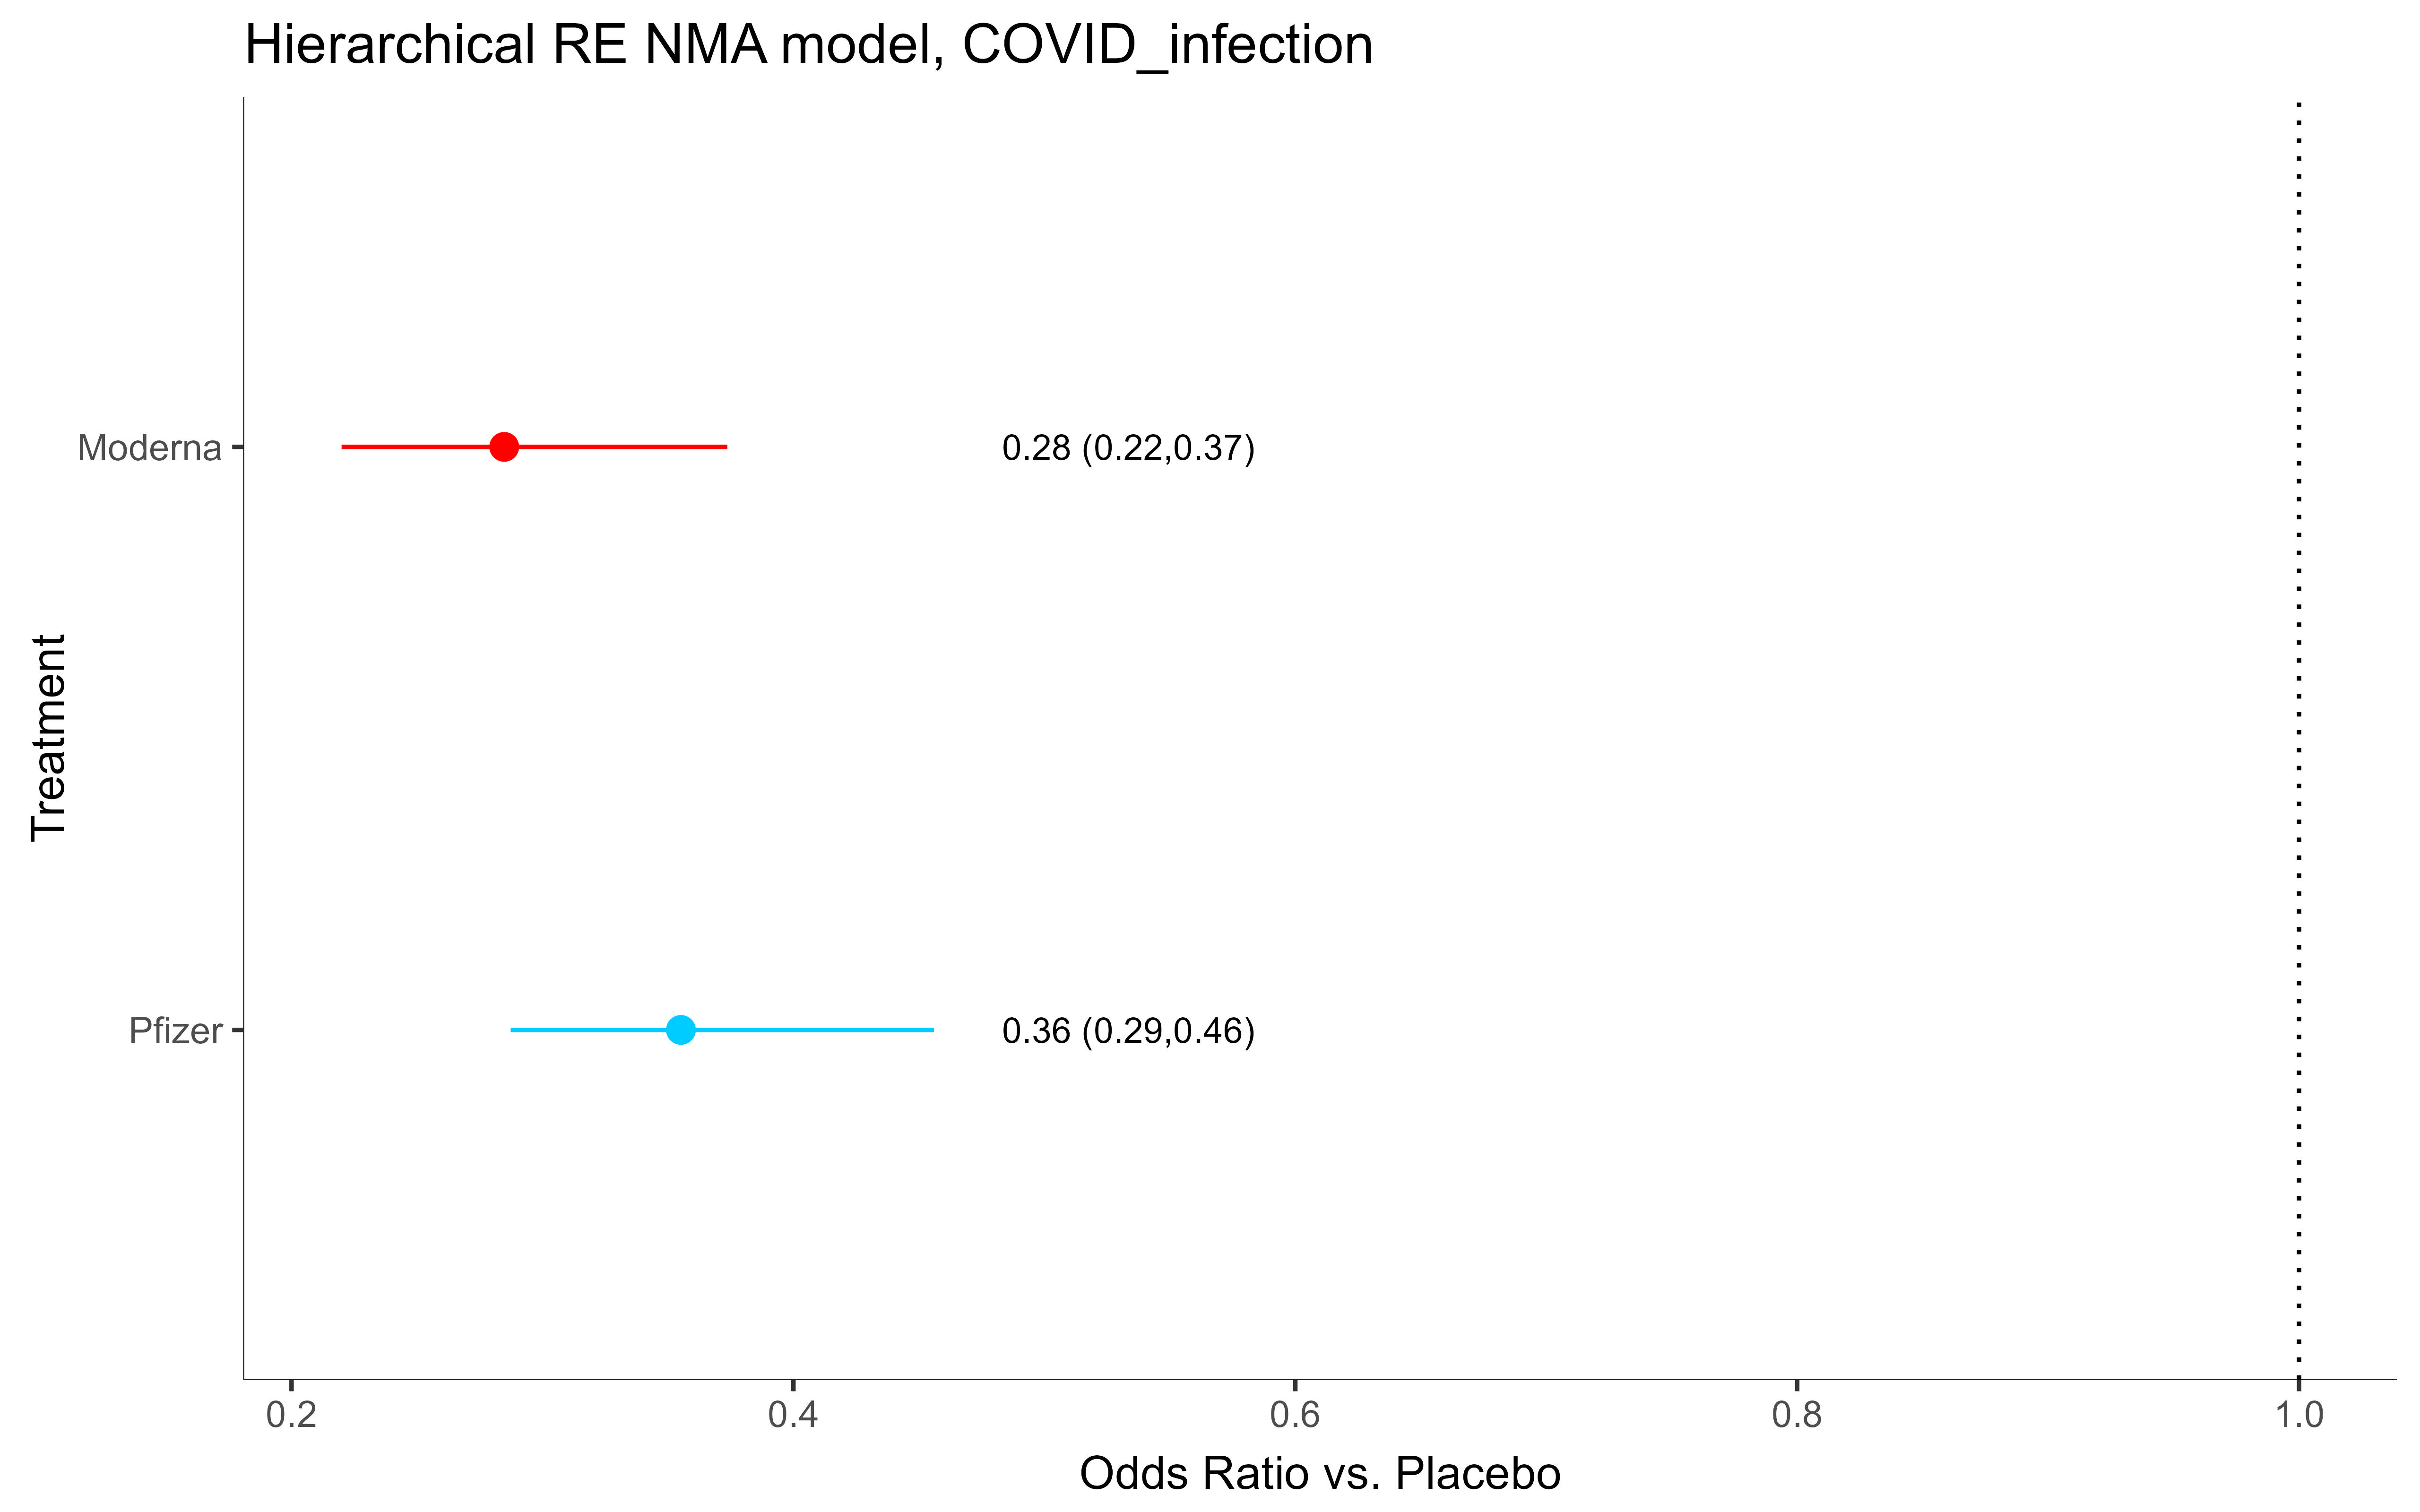 Hierarchical RE NMA model, COVID_infection
Treatment
Moderna
0.28 (0.22,0.37)
Pfizer
0.36 (0.29,0.46)
0.2
0.4
0.6
0.8
1.0
Odds Ratio vs. Placebo